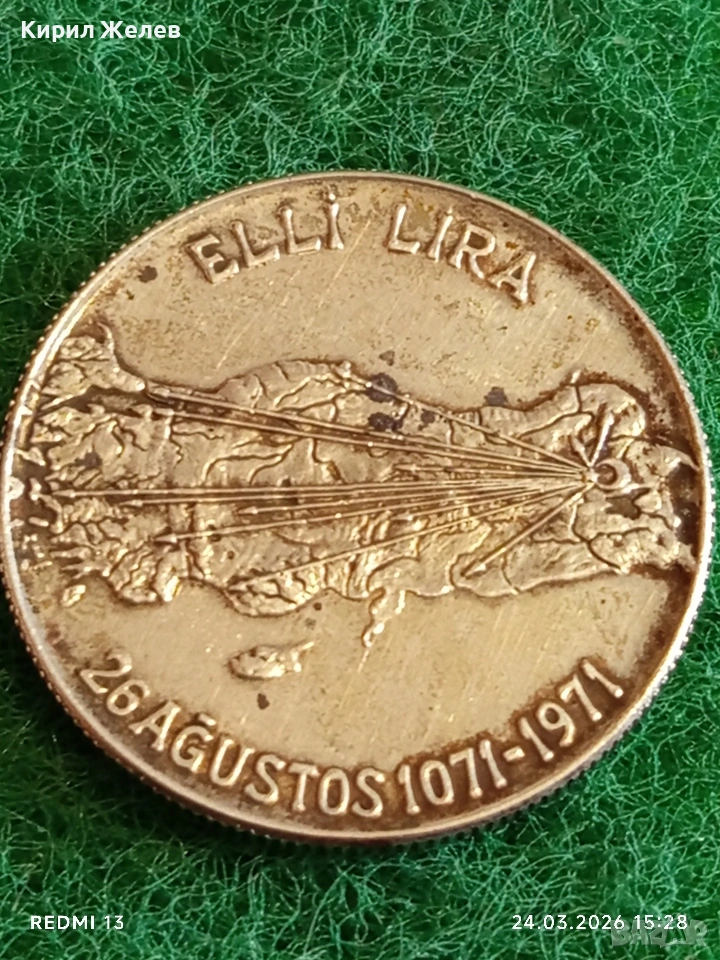 Кирил Желев
ELLİ LİRA
26 AĞUSTOS 1071-1971
REDMI 13
24.03.2026 15:28